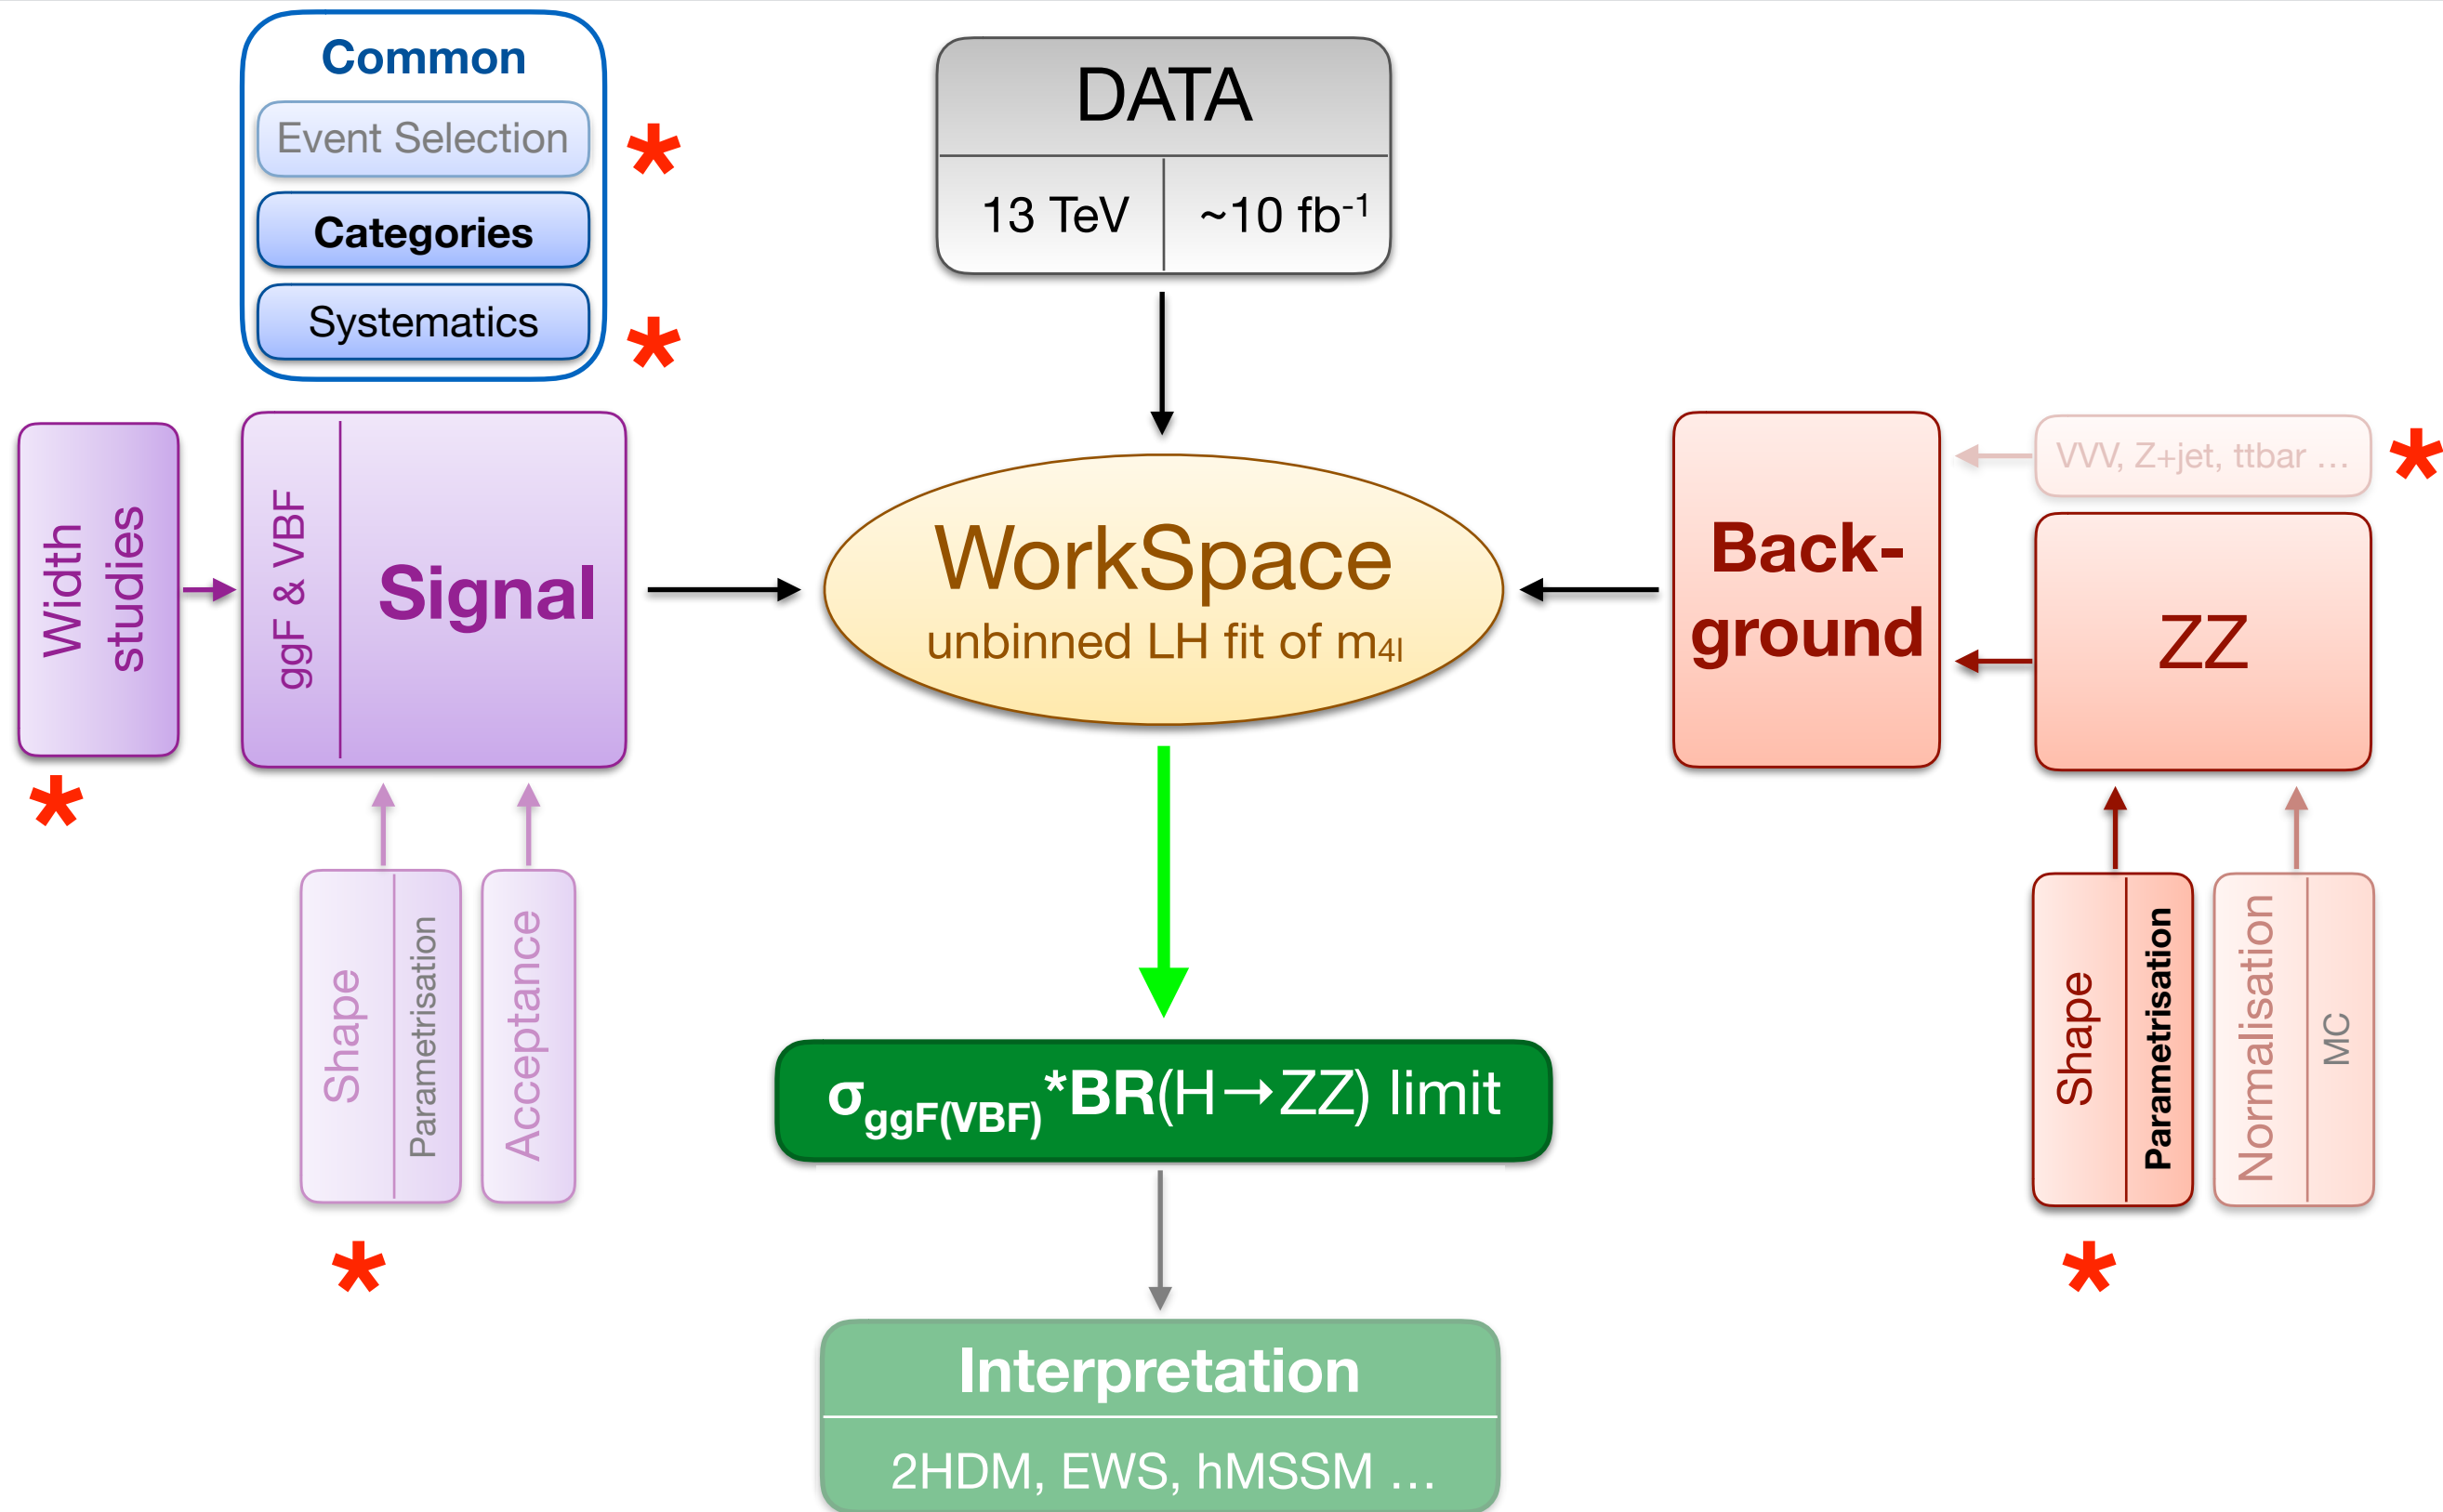 Common
Event Selection
*
Categories
Systematics
*
DATA
13 TeV
~10 fb⁻¹
Width
studies
*
ggF & VBF
Signal
Shape
Parametrisation
*
Acceptance
WorkSpace
unbinned LH fit of m₄ₗ
Back-
ground
VVV, Z+jet, ttbar ...
*
ZZ
Shape
Parametrisation
*
Normalisation
MC
σggF(VBF)*BR(H→ZZ) limit
Interpretation
2HDM, EWS, hMSSM ...